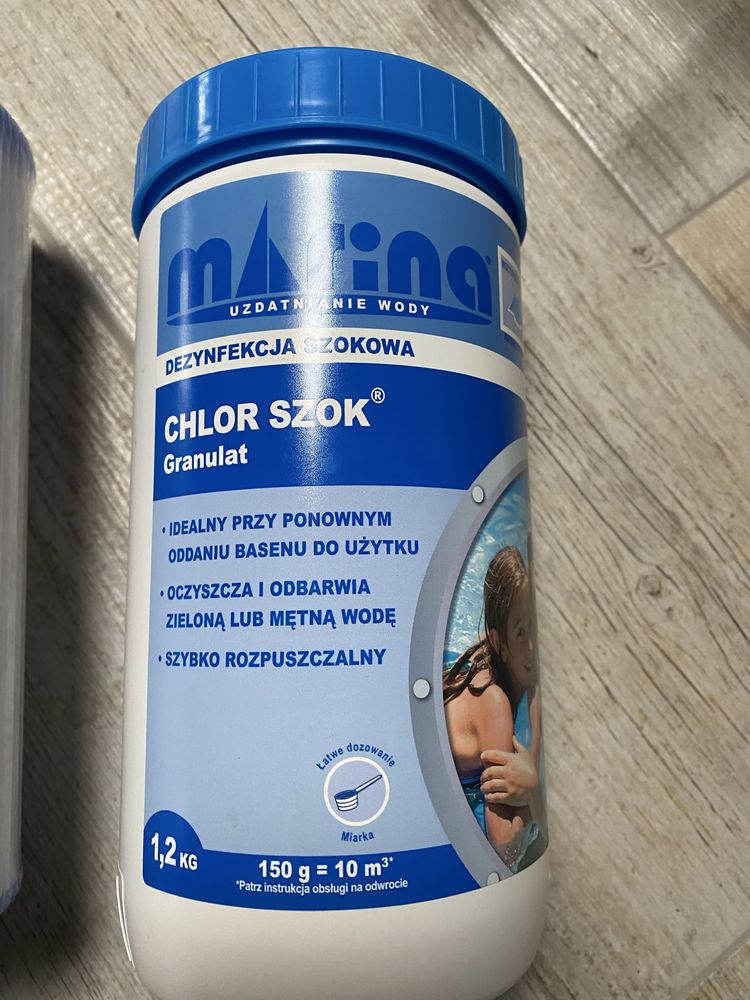 marina®
UZDATNIANIE WODY
DEZYNFEKCJA SZOKOWA
CHLOR SZOK®
Granulat
• IDEALNY PRZY PONOWNYM
ODDANIU BASENU DO UŻYTKU
• OCZYSZCZA I ODBARWIA
ZIELONĄ LUB MĘTNĄ WODĘ
• SZYBKO ROZPUSZCZALNY
Łatwe dozowanie
Miarka
1,2 KG
150 g = 10 m³*
*Patrz instrukcja obsługi na odwrocie